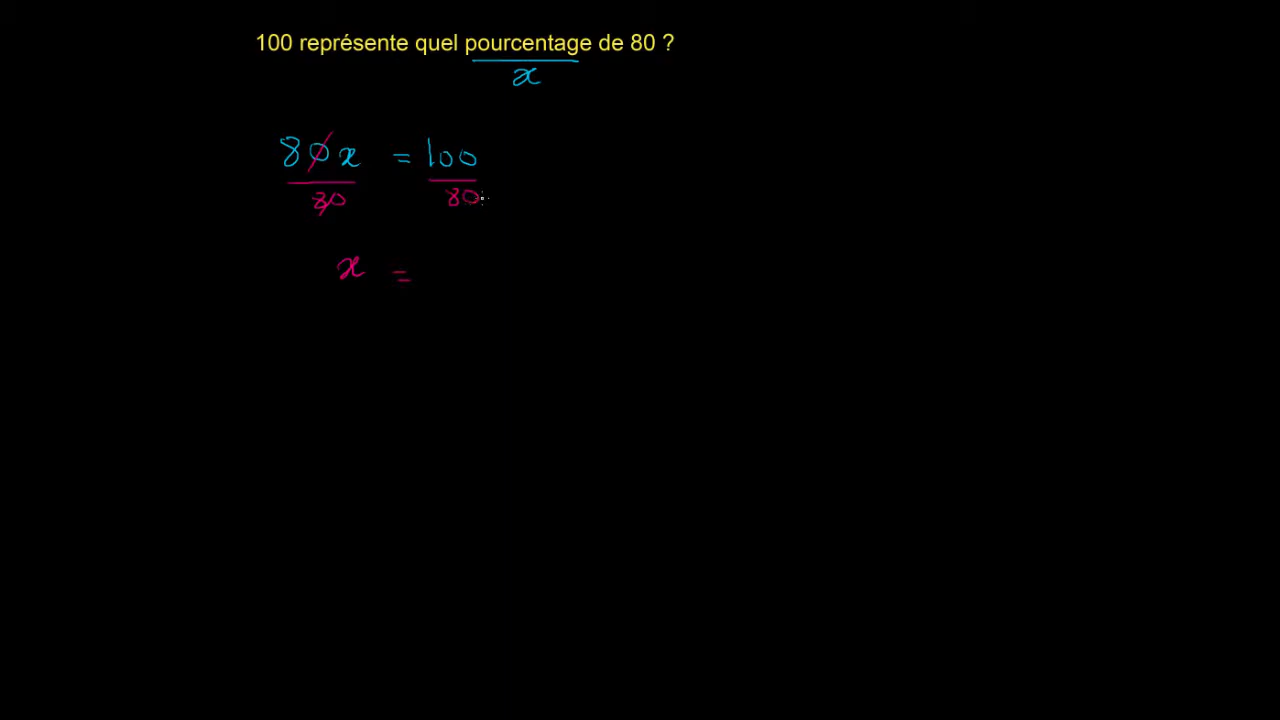 100 représente quel pourcentage de 80 ?
x
80x = 100
80 80
x =